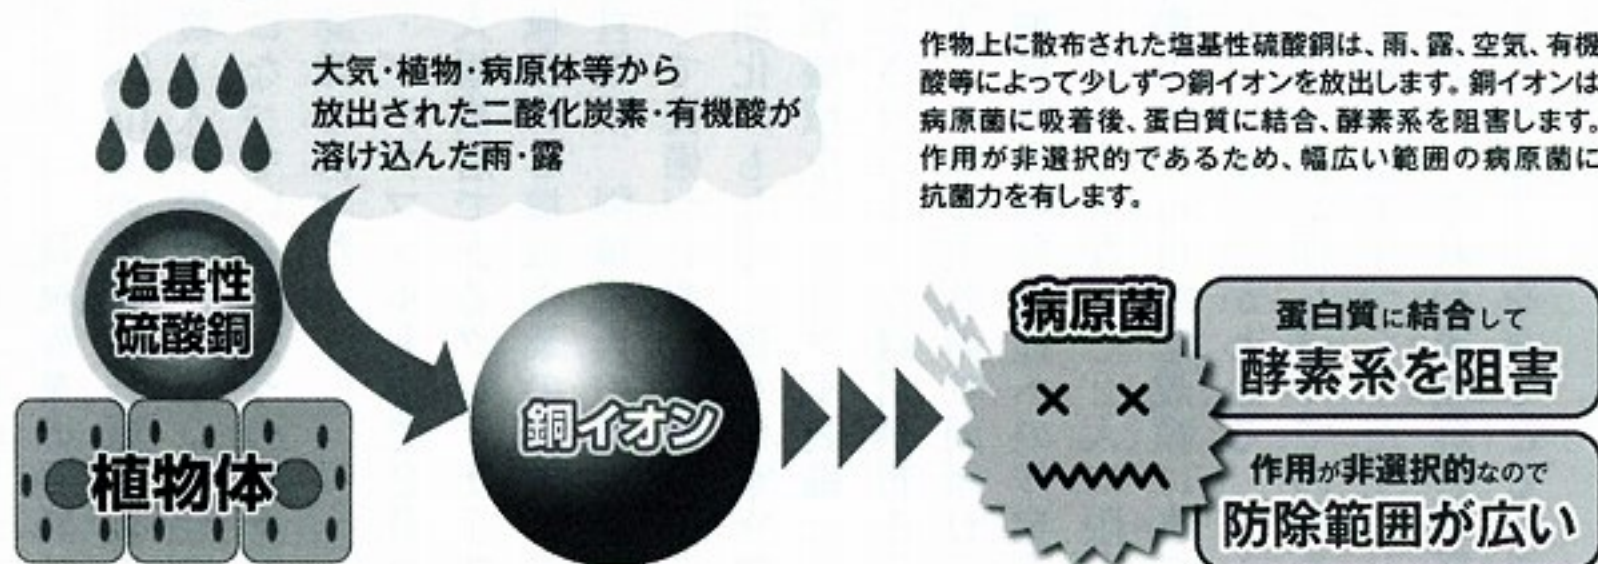 大気・植物・病原体等から
放出された二酸化炭素・有機酸が
溶け込んだ雨・露
作物上に散布された塩基性硫酸銅は、雨、露、空気、有機
酸等によって少しずつ銅イオンを放出します。銅イオンは
病原菌に吸着後、蛋白質に結合、酵素系を阻害します。
作用が非選択的であるため、幅広い範囲の病原菌に
抗菌力を有します。
塩基性
硫酸銅
植物体
銅イオン
病原菌
蛋白質に結合して
酵素系を阻害
作用が非選択的なので
防除範囲が広い